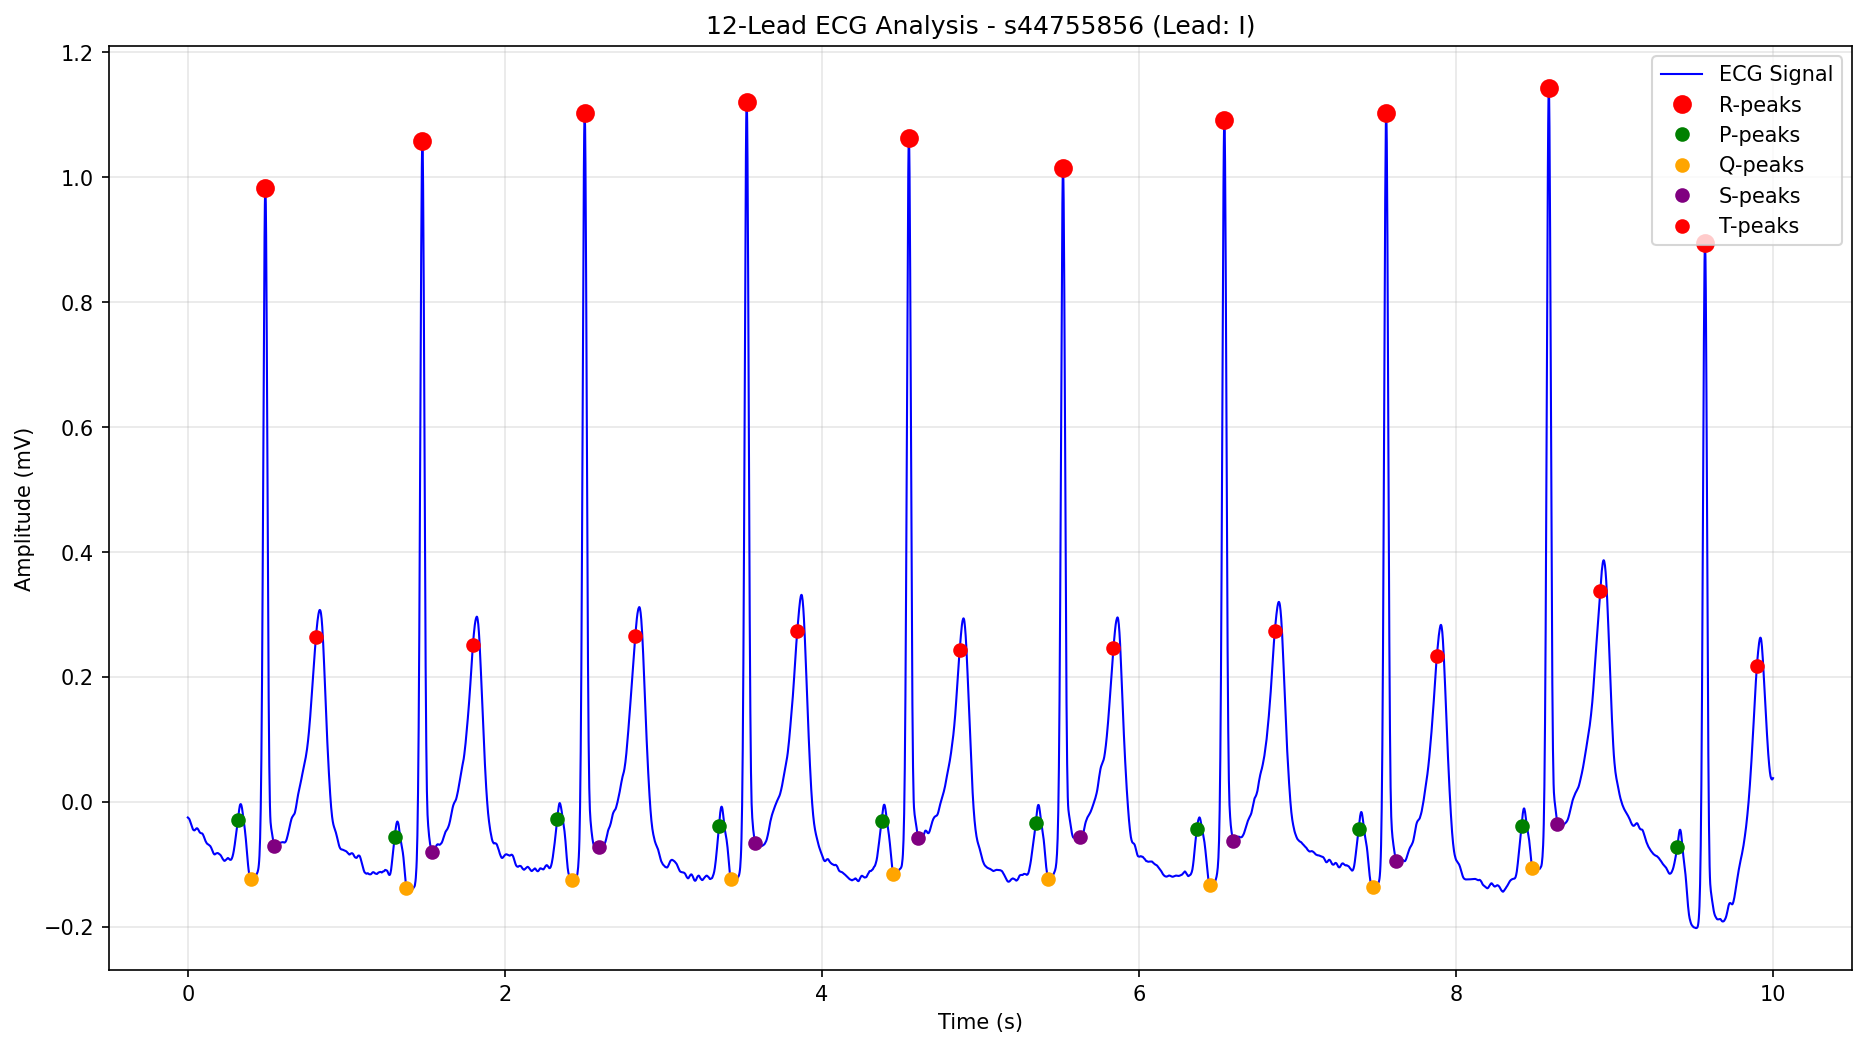 12-Lead ECG Analysis - s44755856 (Lead: I)
ECG Signal
R-peaks
P-peaks
Q-peaks
S-peaks
T-peaks
Amplitude (mV)
1.2
1.0
0.8
0.6
0.4
0.2
0.0
−0.2
0
2
4
6
8
10
Time (s)